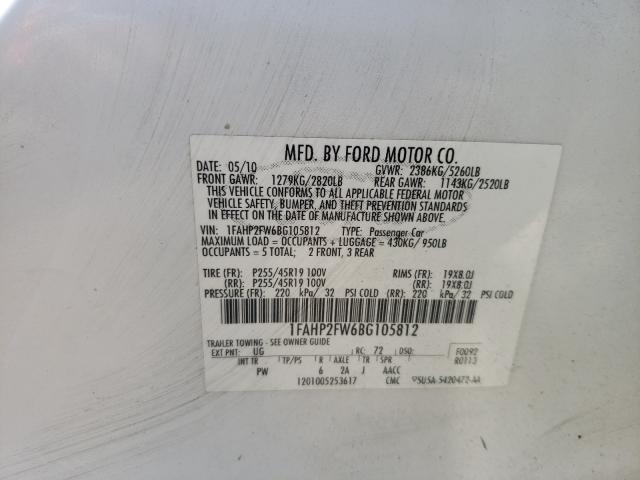 MFD. BY FORD MOTOR CO.
DATE: 05/10 GVWR: 2386KG/5260LB
FRONT GAWR: 1279KG/2820LB REAR GAWR: 1143KG/2520LB
THIS VEHICLE CONFORMS TO ALL APPLICABLE FEDERAL MOTOR
VEHICLE SAFETY, BUMPER, AND THEFT PREVENTION STANDARDS
IN EFFECT ON THE DATE OF MANUFACTURE SHOWN ABOVE.
VIN: 1FAHP2FW6BG105812 TYPE: Passenger Car
MAXIMUM LOAD = OCCUPANTS + LUGGAGE = 430KG/ 950LB
OCCUPANTS = 5 TOTAL; 2 FRONT, 3 REAR
TIRE (FR): P255/45R19 100V RIMS (FR): 19X8.0J
(RR): P255/45R19 100V (RR): 19X8.0J
PRESSURE (FR): 220 kPa/ 32 PSI COLD (RR): 220 kPa/ 32 PSI COLD
1FAHP2FW6BG105812
TRAILER TOWING - SEE OWNER GUIDE
EXT PNT: UG RC: 72 DSO: F0092
INT TR TP/PS R AXLE TR SPR R0113
PW 6 2A J AACC
1201005253617 CMC